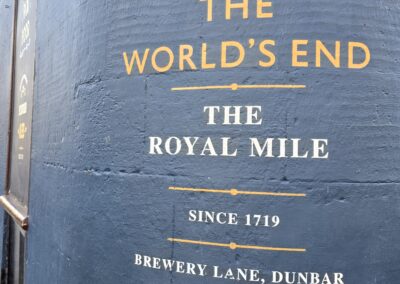 THE
WORLD'S END
THE
ROYAL MILE
SINCE 1719
BREWERY LANE, DUNBAR